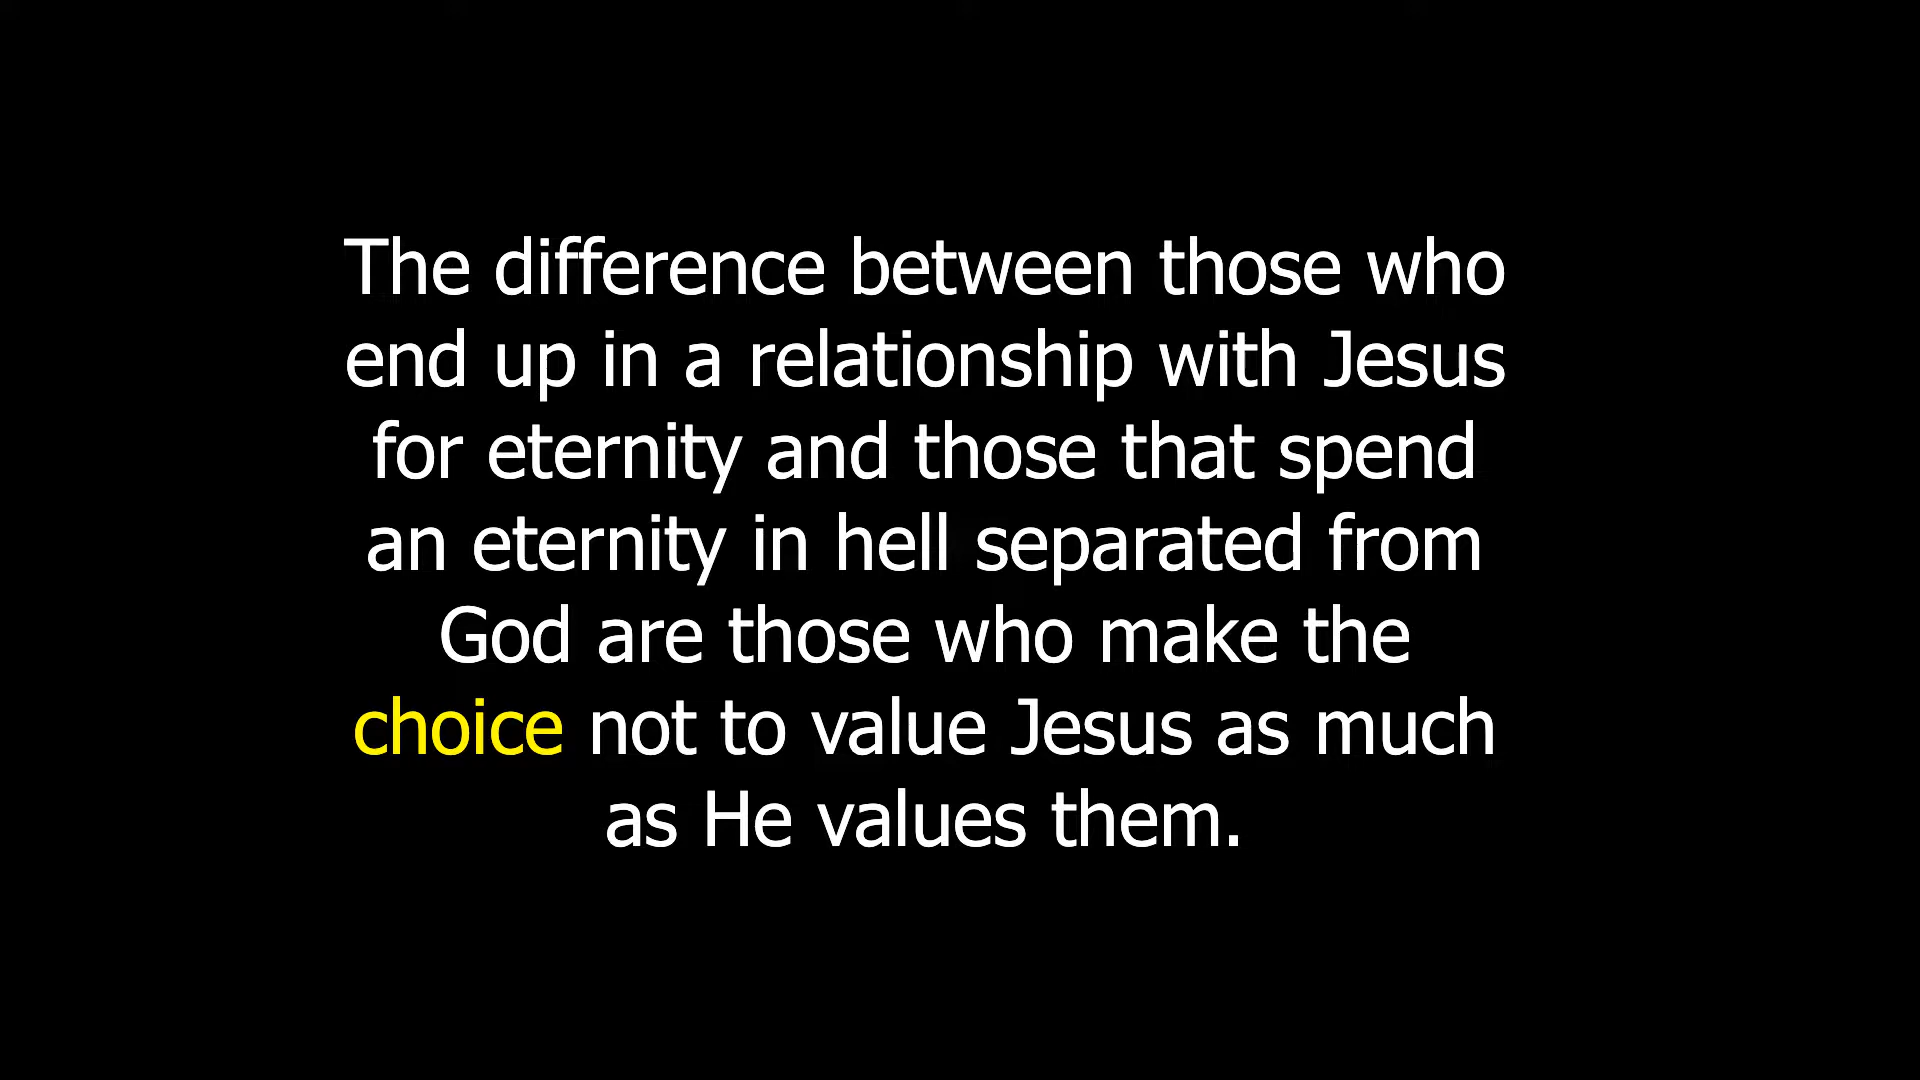 The difference between those who
end up in a relationship with Jesus
for eternity and those that spend
an eternity in hell separated from
God are those who make the
choice not to value Jesus as much
as He values them.